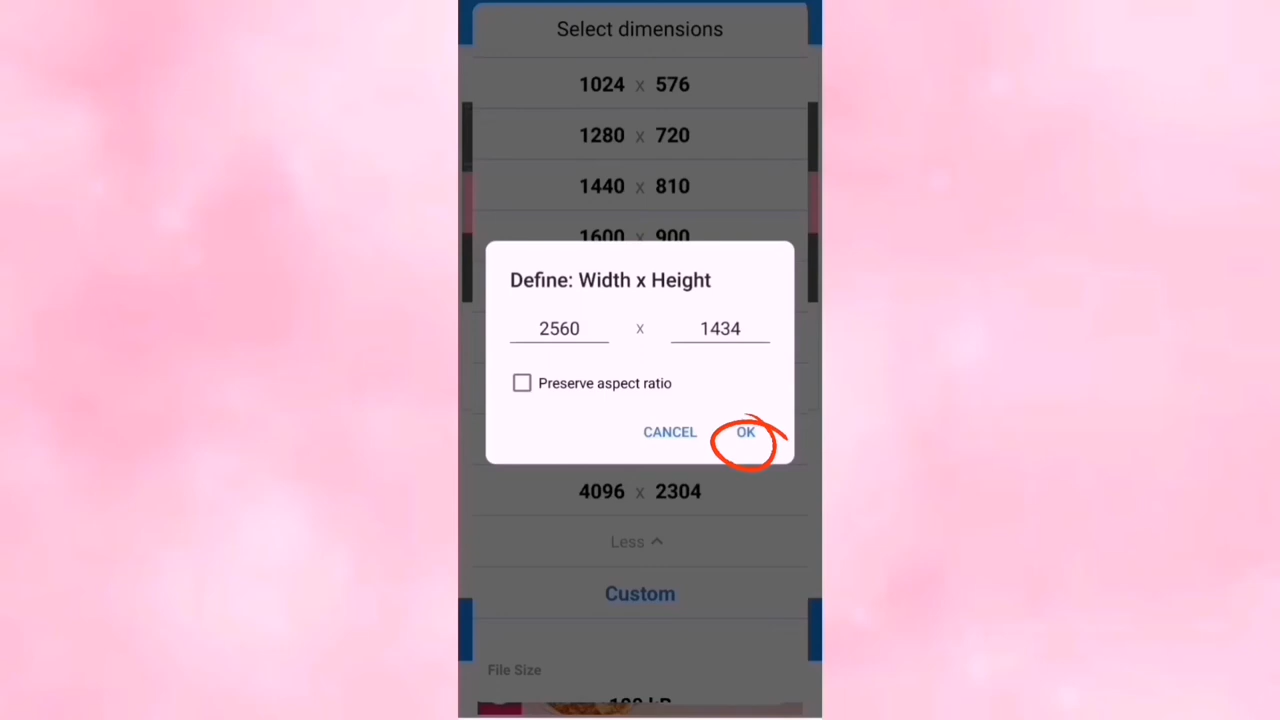 Select dimensions
1024 x 576
1280 x 720
1440 x 810
1600 x 900
Define: Width x Height
2560 x 1434
Preserve aspect ratio
CANCEL OK
4096 x 2304
Less
Custom
File Size